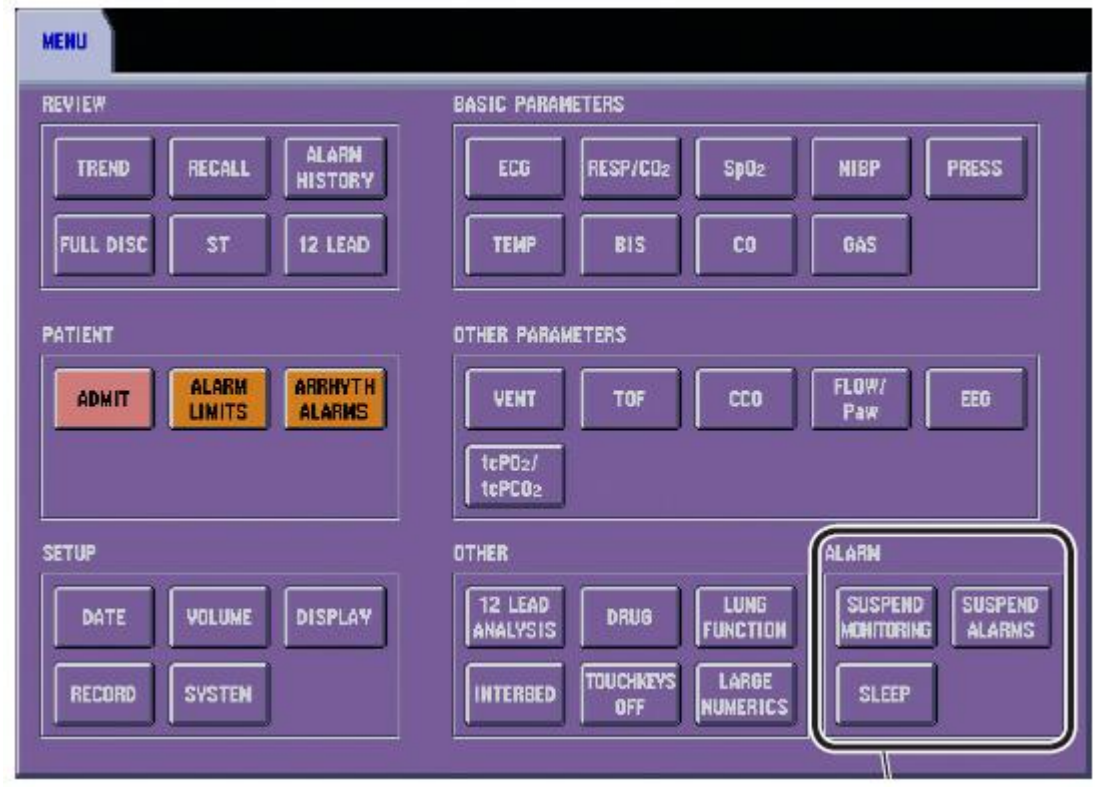 MENU
REVIEW
TREND
RECALL
ALARM
HISTORY
FULL DISC
ST
12 LEAD
BASIC PARAMETERS
ECG
RESP/CO2
SpO2
NIBP
PRESS
TEMP
BIS
CO
GAS
PATIENT
ADMIT
ALARM
LIMITS
ARRHYTH
ALARMS
OTHER PARAMETERS
VENT
TOF
CCO
FLOW/
Paw
EEG
tcPO2/
tcPCO2
SETUP
DATE
VOLUME
DISPLAY
RECORD
SYSTEM
OTHER
12 LEAD
ANALYSIS
DRUG
LUNG
FUNCTION
INTERBED
TOUCHKEYS
OFF
LARGE
NUMERICS
ALARM
SUSPEND
MONITORING
SUSPEND
ALARMS
SLEEP